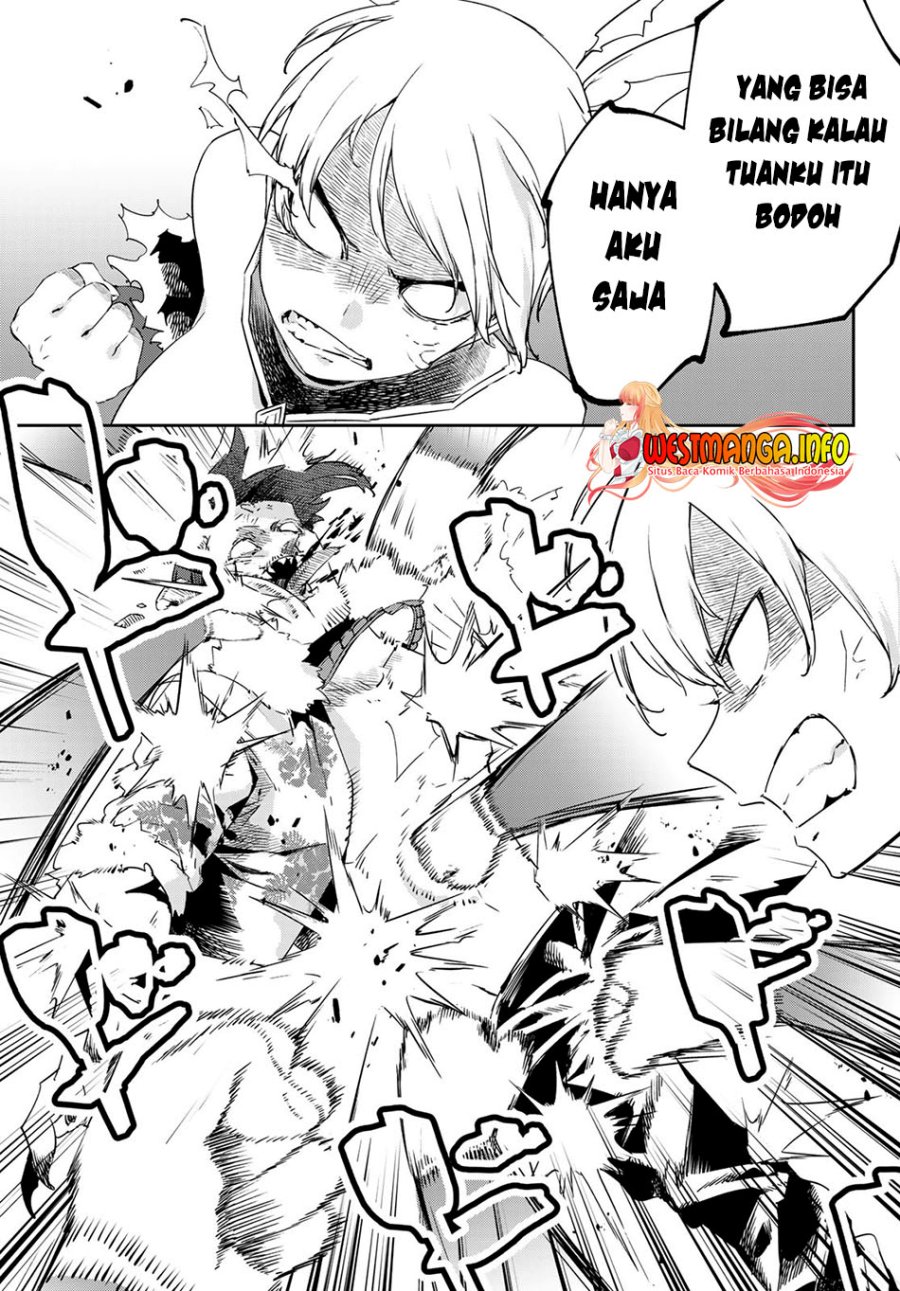 YANG BISA
BILANG KALAU
TUANKU ITU
BODOH
HANYA
AKU
SAJA
WESTMANGA.INFO
Situs Baca Komik Berbahasa Indonesia